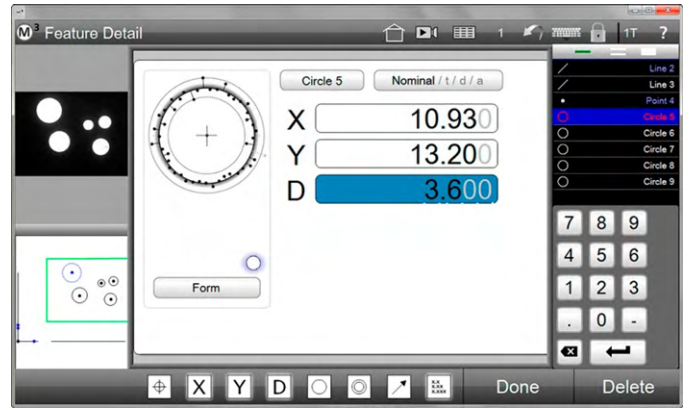 M3 Feature Detail
1
1T
?
Circle 5
Nominal / t / d / a
X 10.930
Y 13.200
D 3.600
Form
Line 2
Line 3
Point 4
Circle 5
Circle 6
Circle 7
Circle 8
Circle 9
7 8 9
4 5 6
1 2 3
. 0 -
X Y D
X.X
X.XXX
Done
Delete